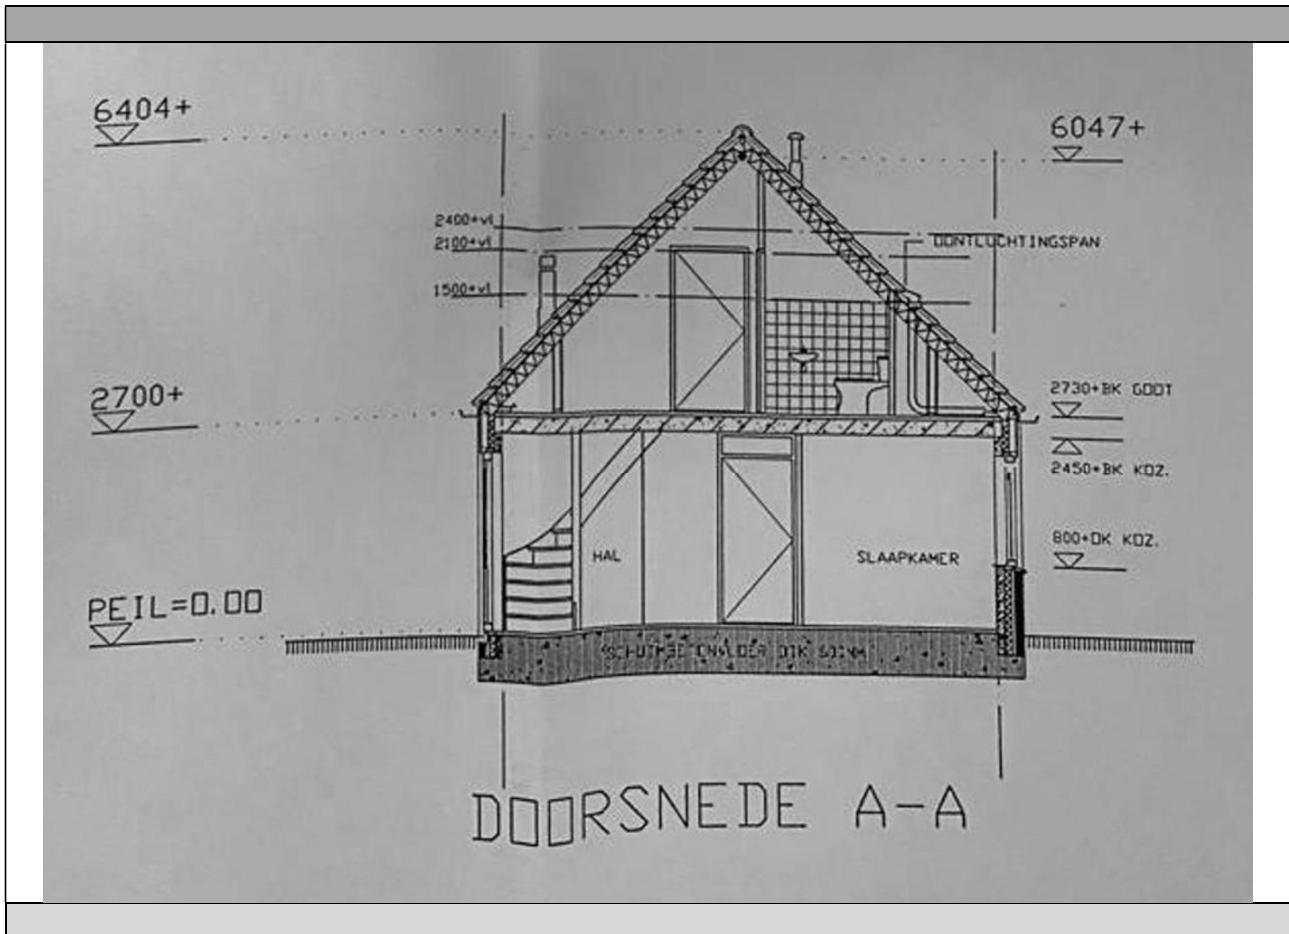 6404+
6047+
2400+vl
2100+vl
ONTLUCHTINGSPAN
1500+vl
2700+
2730+BK GOOT
2450+BK KOZ.
800+OK KOZ.
HAL
SLAAPKAMER
PEIL=0.00
DOORSNEDE A-A